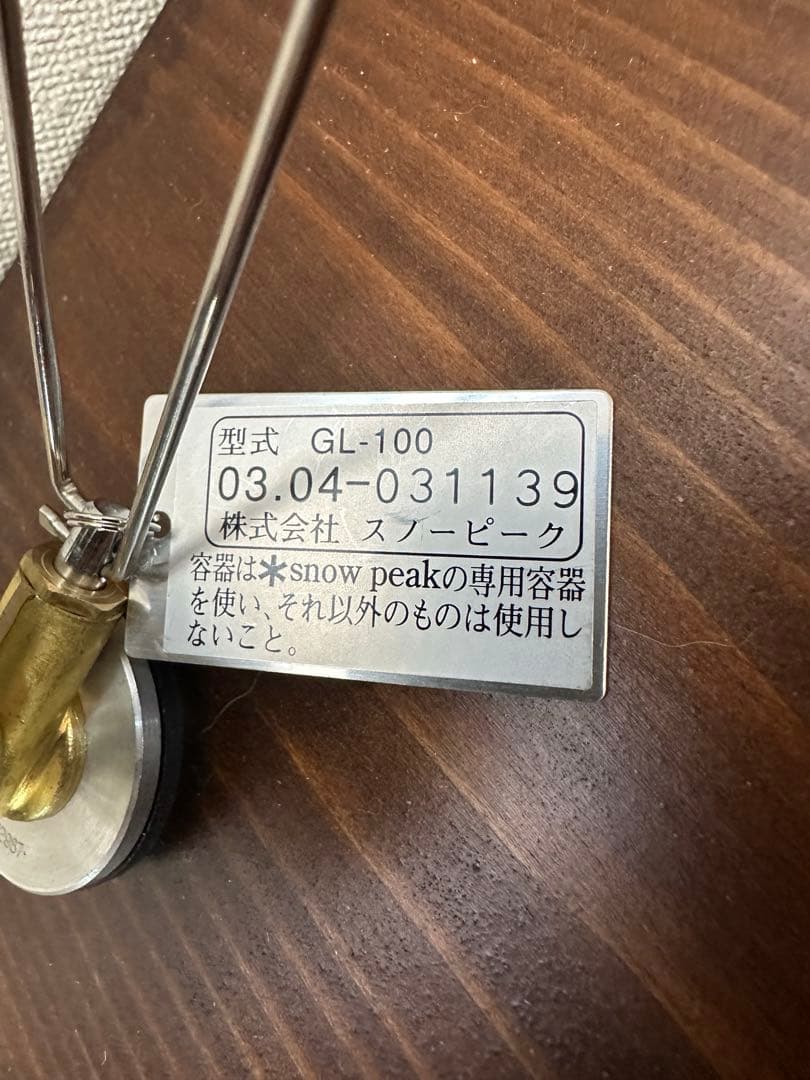 型式 GL-100
03.04-031139
株式会社 スノーピーク
容器は＊snow peakの専用容器
を使い、それ以外のものは使用し
ないこと。